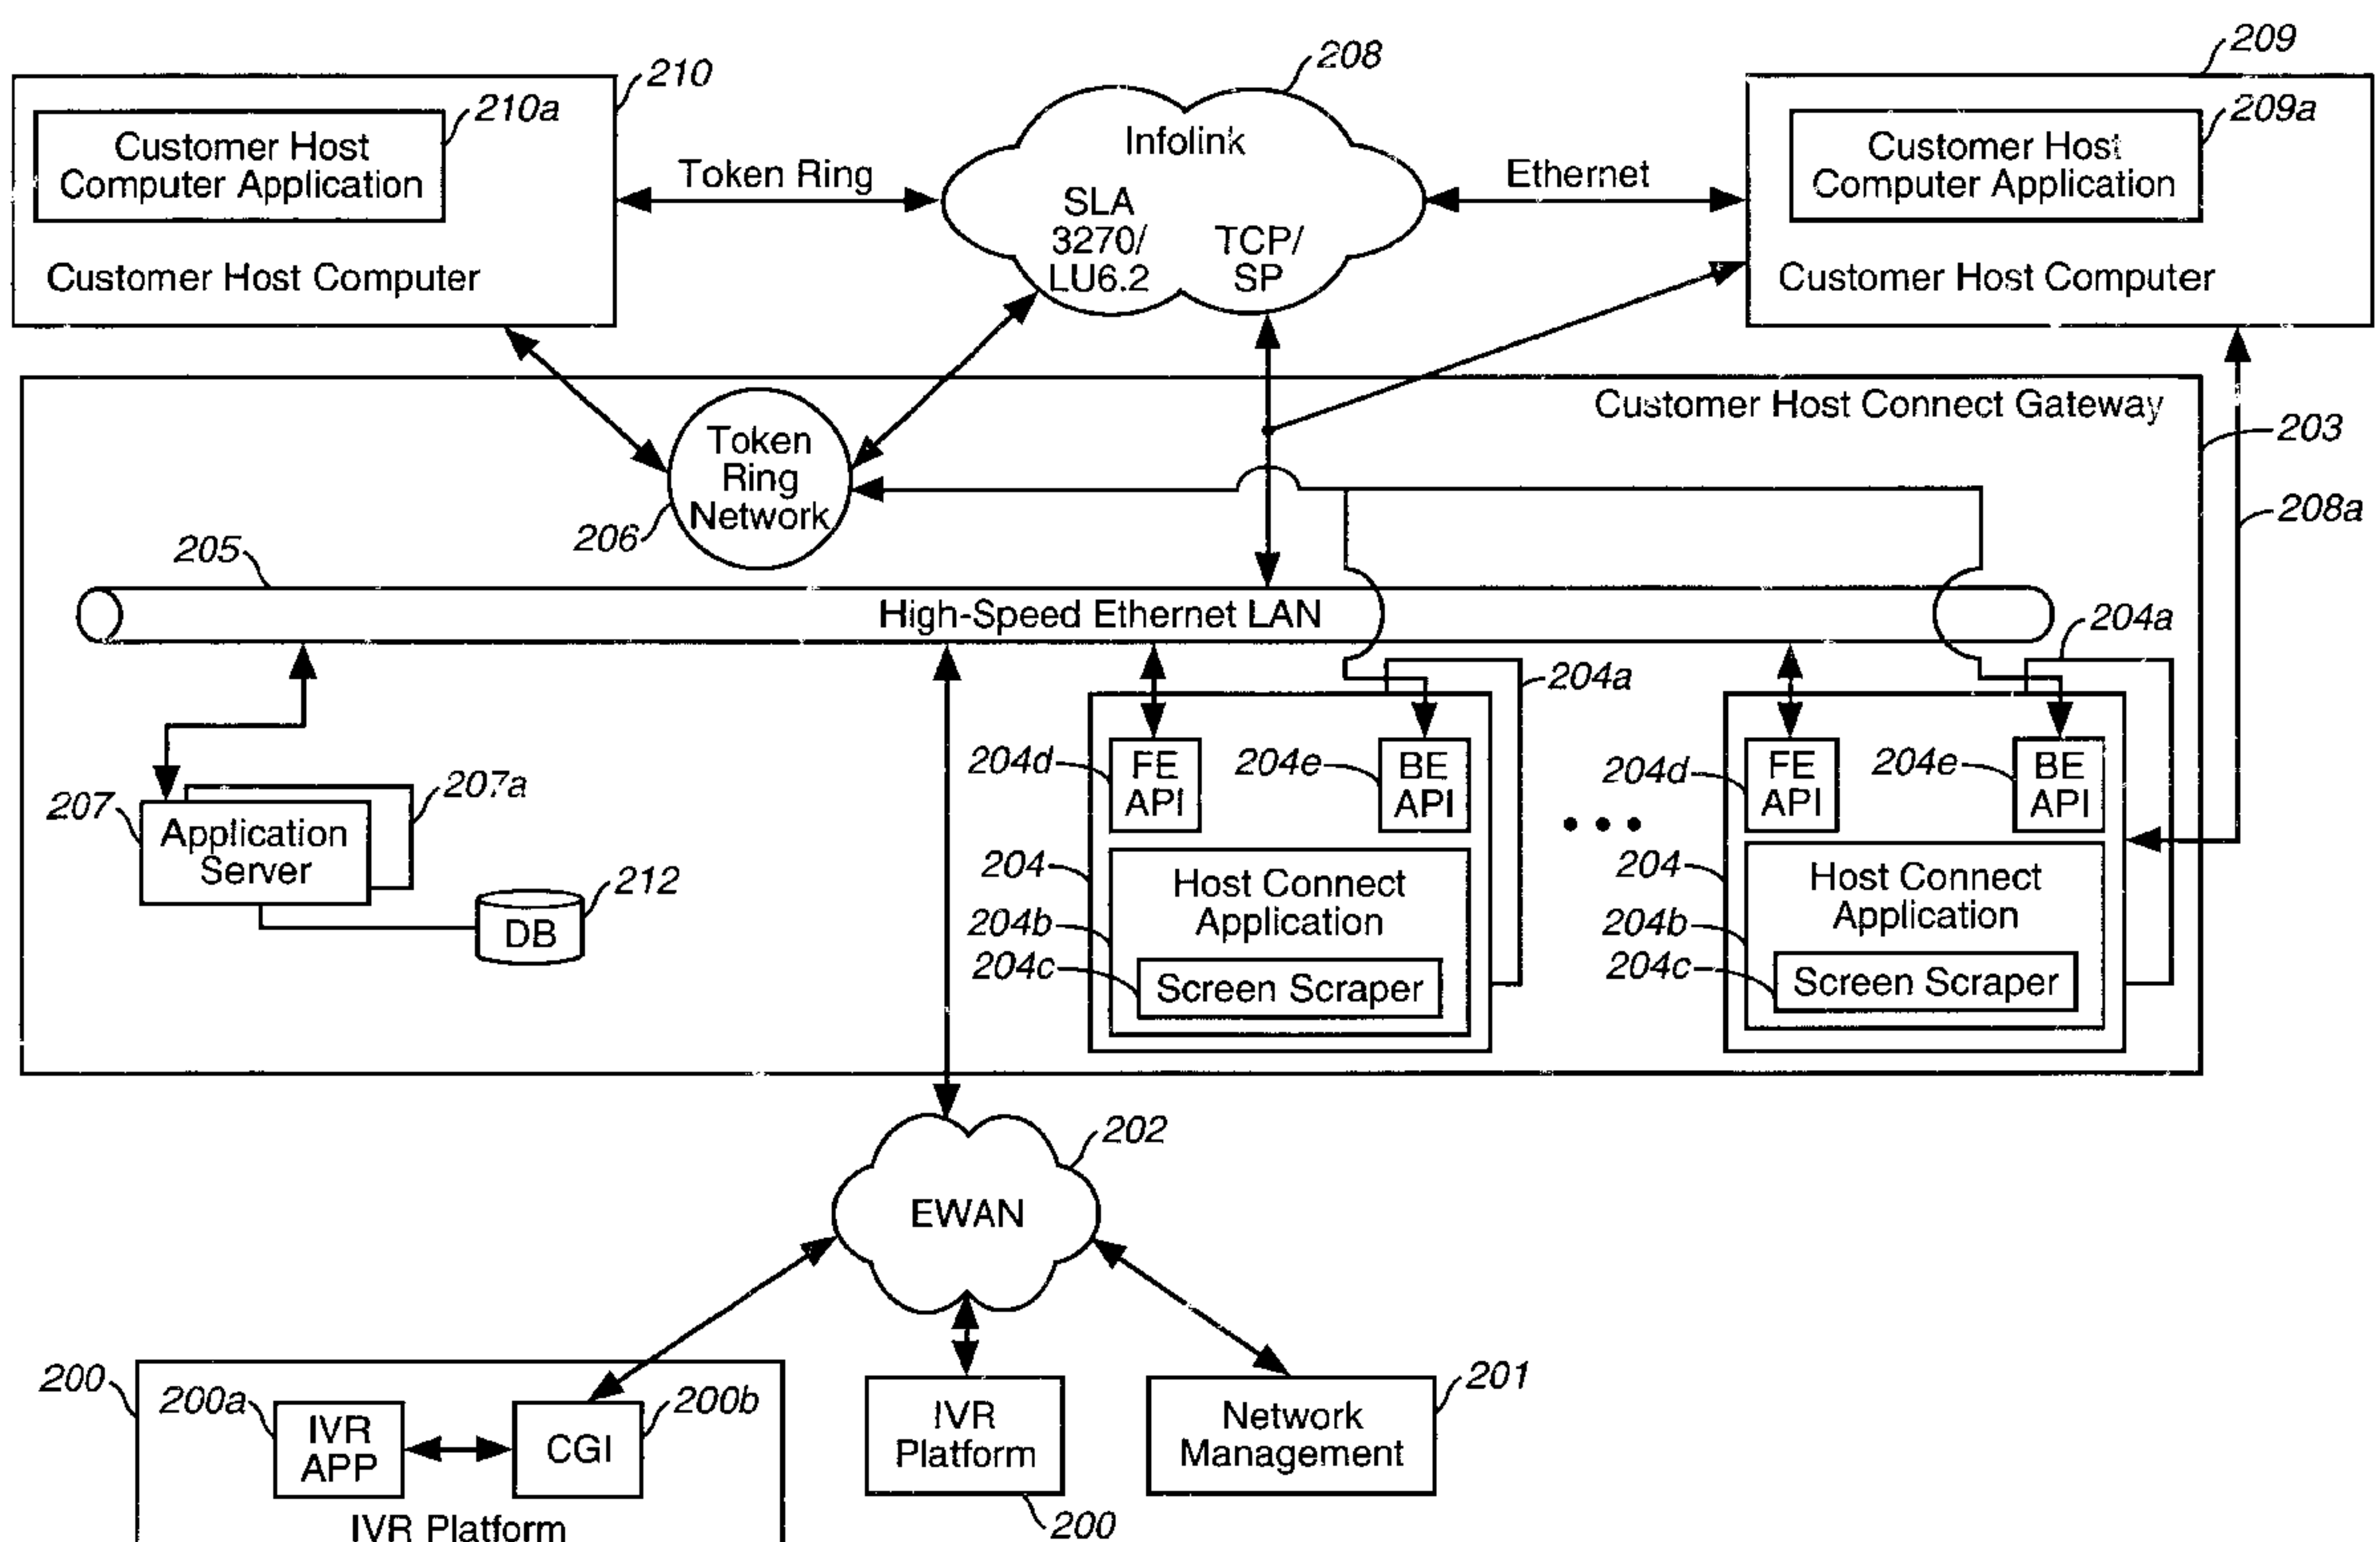 208
209
210
210a
209a
Customer Host
Computer Application
Customer Host Computer
Token Ring
Infolink
SLA
3270/
LU6.2
TCP/
SP
Ethernet
Customer Host
Computer Application
Customer Host Computer
Customer Host Connect Gateway
203
208a
Token
Ring
Network
206
205
High-Speed Ethernet LAN
204a
204a
207
207a
Application
Server
212
DB
204d
FE
API
204e
BE
API
204
Host Connect
Application
204b
204c
Screen Scraper
204d
FE
API
204e
BE
API
204
Host Connect
Application
204b
204c
Screen Scraper
202
EWAN
200
200a
IVR
APP
200b
CGI
IVR Platform
IVR
Platform
200
201
Network
Management